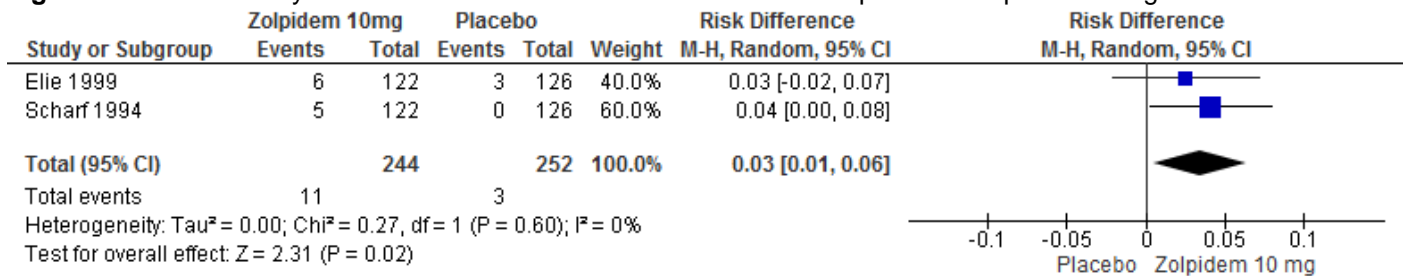 Zolpidem 10mg Placebo Risk Difference Risk Difference
Study or Subgroup Events Total Events Total Weight M-H, Random, 95% CI M-H, Random, 95% CI
Elie 1999 6 122 3 126 40.0% 0.03 [-0.02, 0.07]
Scharf 1994 5 122 0 126 60.0% 0.04 [0.00, 0.08]
Total (95% CI) 244 252 100.0% 0.03 [0.01, 0.06]
Total events 11 3
Heterogeneity: Tau² = 0.00; Chi² = 0.27, df = 1 (P = 0.60); I² = 0%
Test for overall effect: Z = 2.31 (P = 0.02)
-0.1 -0.05 0 0.05 0.1
Placebo Zolpidem 10 mg